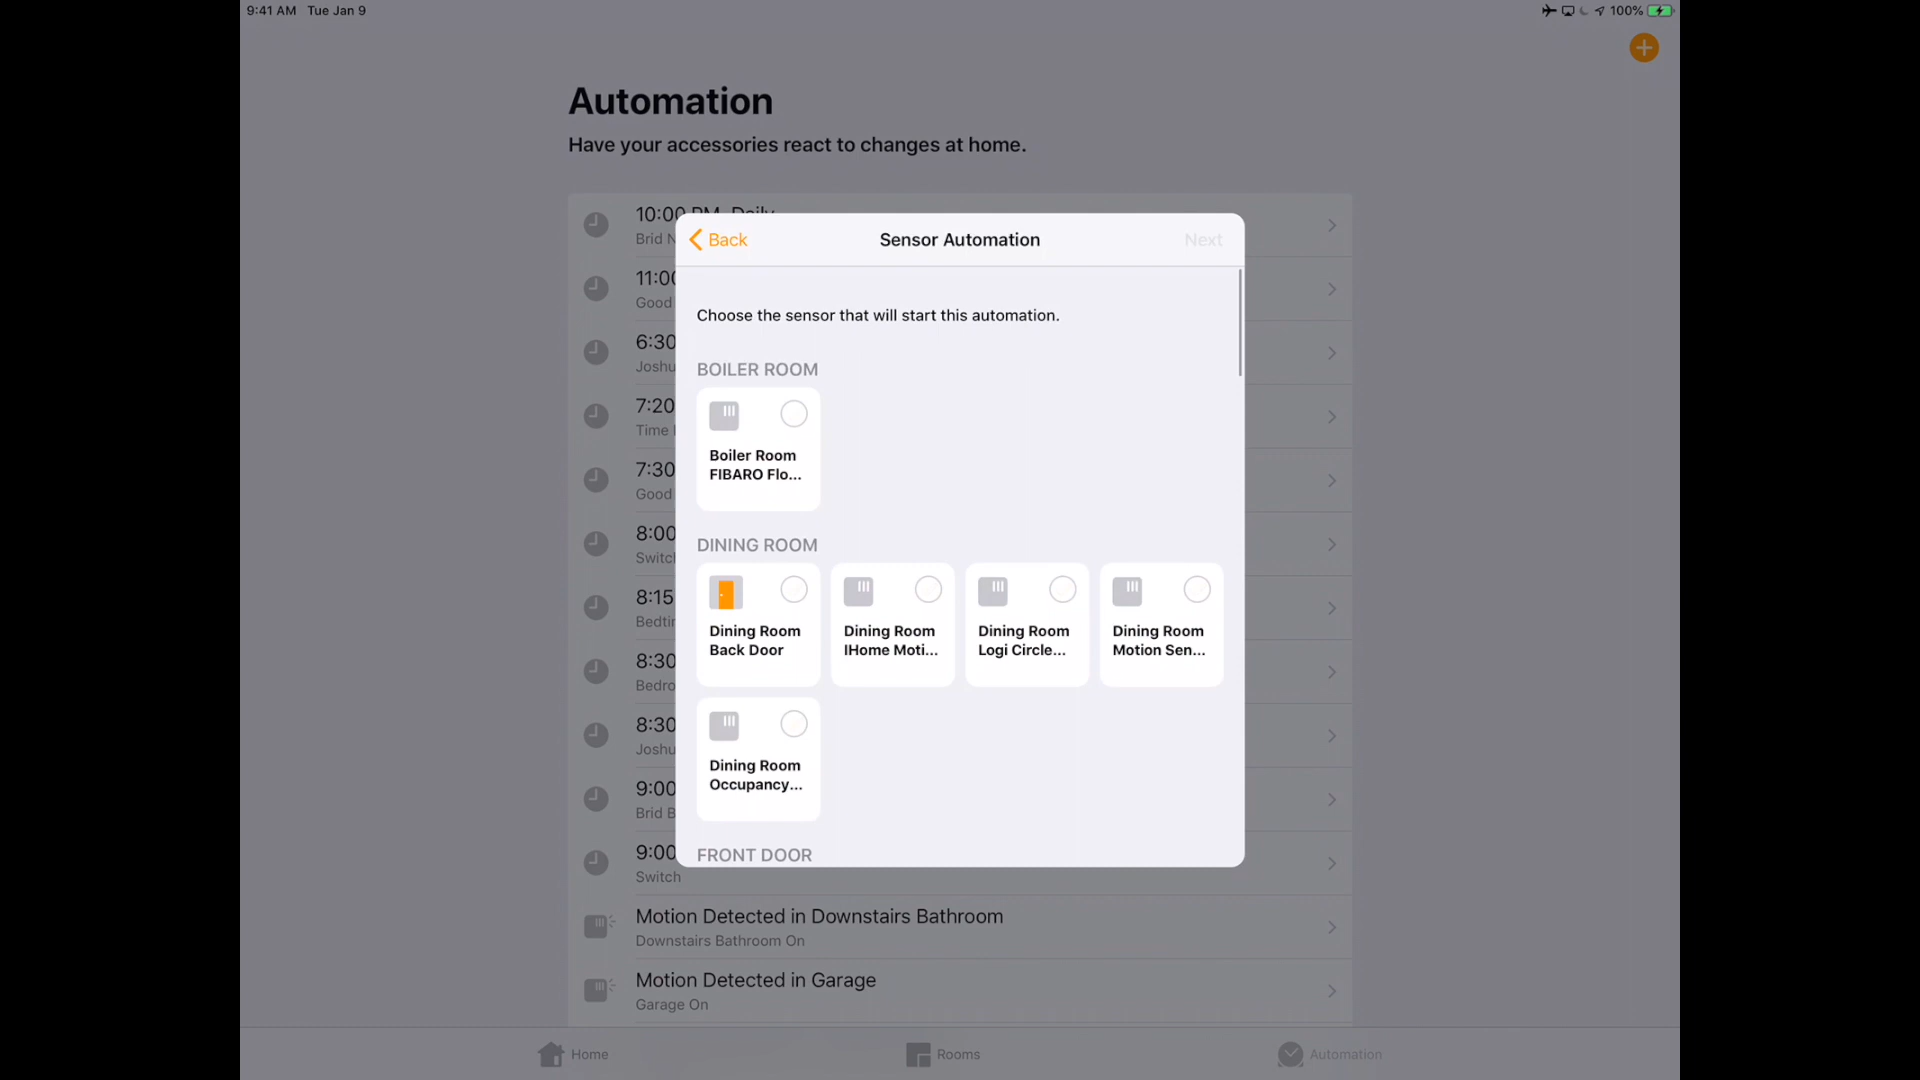 9:41 AM Tue Jan 9
100%
Automation
Have your accessories react to changes at home.
10:00 PM, Daily
Brid N
11:00
Good
6:30
Joshu
7:20
Time
7:30
Good
8:00
Switch
8:15
Bedtin
8:30
Bedro
8:30
Joshu
9:00
Brid B
9:00
Switch
Motion Detected in Downstairs Bathroom
Downstairs Bathroom On
Motion Detected in Garage
Garage On
Back
Sensor Automation
Next
Choose the sensor that will start this automation.
BOILER ROOM
Boiler Room
FIBARO Flo...
DINING ROOM
Dining Room
Back Door
Dining Room
IHome Moti...
Dining Room
Logi Circle...
Dining Room
Motion Sen...
Dining Room
Occupancy...
FRONT DOOR
Home
Rooms
Automation